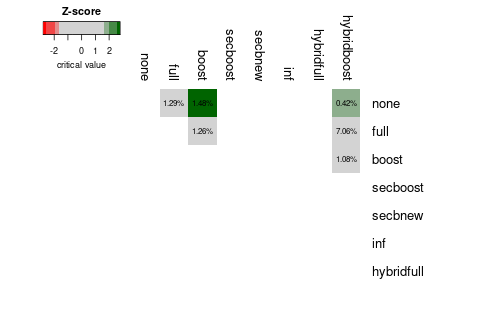 Z-score
-2 0 1 2
critical value
none full boost secboost secbnew inf hybridfull hybridboost
1.29% 1.48% 0.42% none
1.26% 7.06% full
1.08% boost
secboost
secbnew
inf
hybridfull